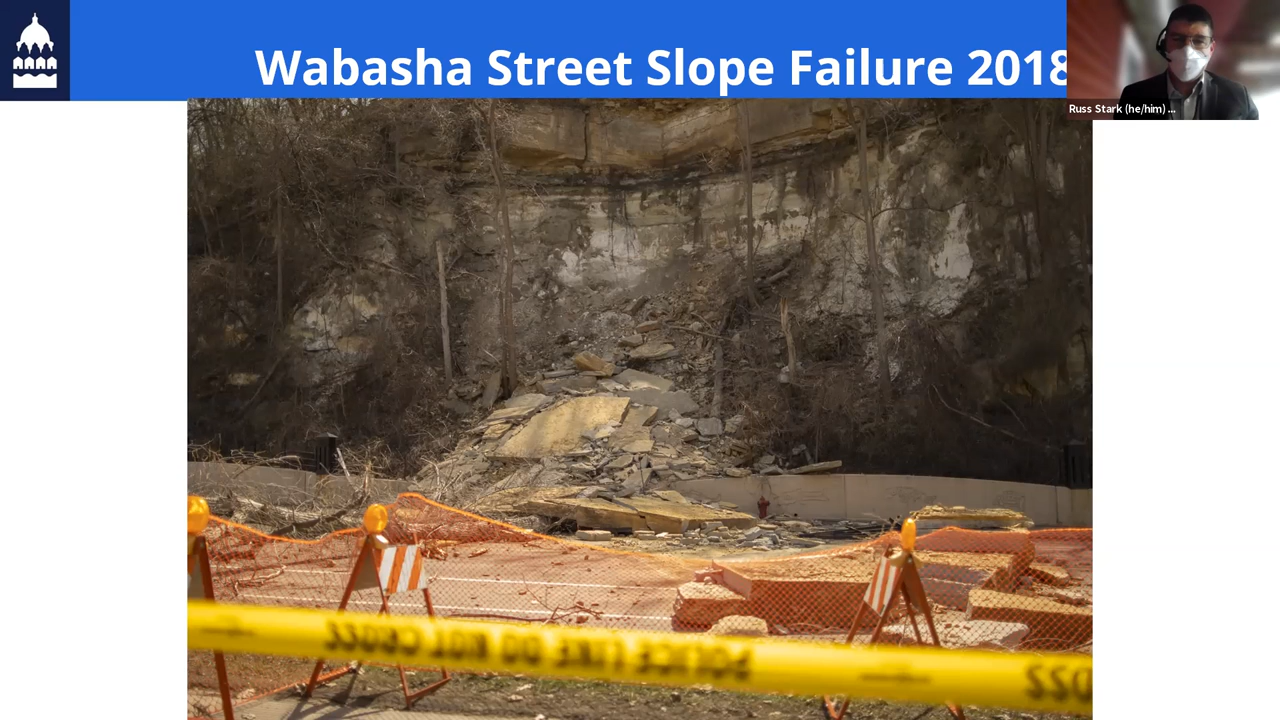 Wabasha Street Slope Failure 2018
Russ Stark (he/him) ...
POLICE LINE DO NOT CROSS